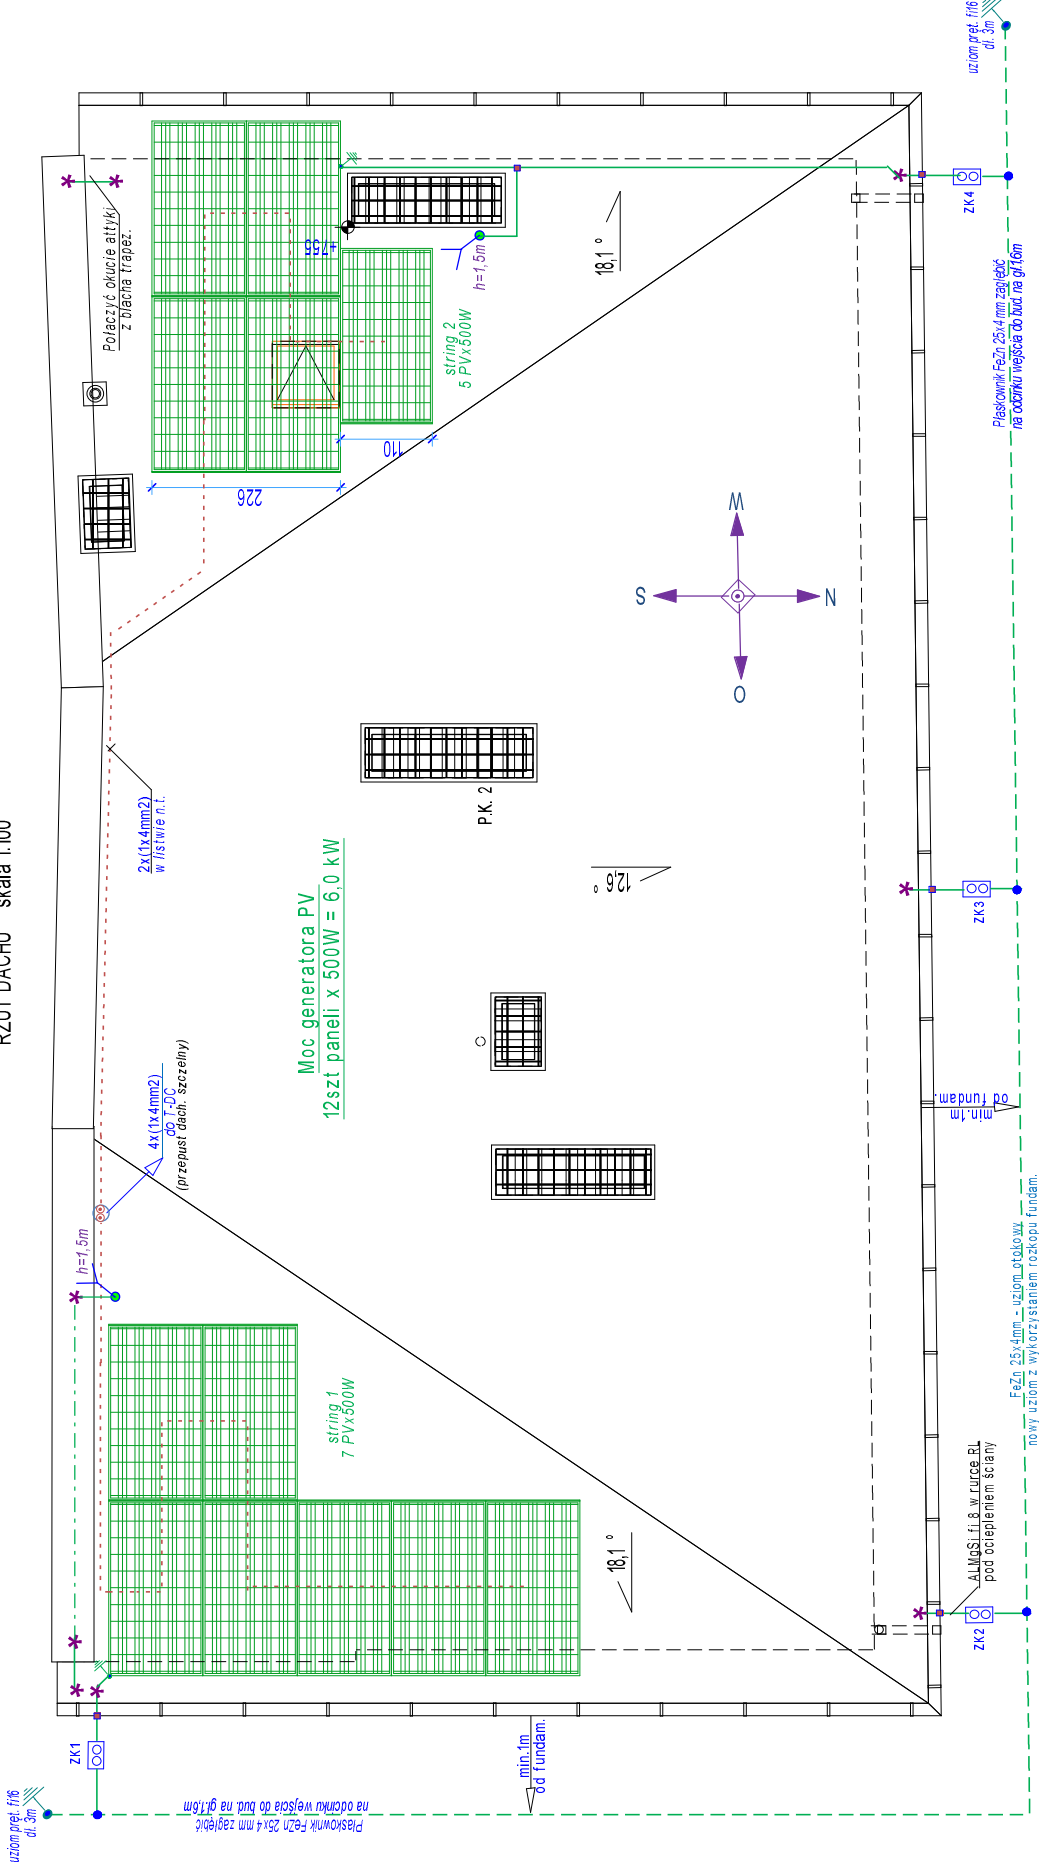 RZUT DACHU skala 1:100
uziom pręt. fi16
dł. 3m
Połaczyć okucie attyki
z blacha trapez.
+755
h=1,5m
string 2
5 PVx500W
110
226
18,1 °
ZK4
Płaskownik FeZn 25x4 mm zagłębić
na odcinku wejścia do bud. na gł.1,6m
W
S
N
O
2x(1x4mm2)
w listwie n.t.
P.K. 2
12,6 °
Moc generatora PV
12szt paneli x 500W = 6,0 kW
ZK3
4x(1x4mm2)
do T-DC
(przepust dach. szczelny)
min.1m
od fundam.
h=1,5m
string 1
7 PVx500W
FeZn 25x4mm - uziom otokowy
nowy uziom z wykorzystaniem rozkopu fundam.
18,1 °
ALMgSi fi 8 w rurce RL
pod ociepleniem ściany
ZK2
ZK1
min.1m
od fundam.
Płaskownik FeZn 25x4 mm zagłębić
na odcinku wejścia do bud. na gł.1,6m
uziom pręt. fi16
dł. 3m